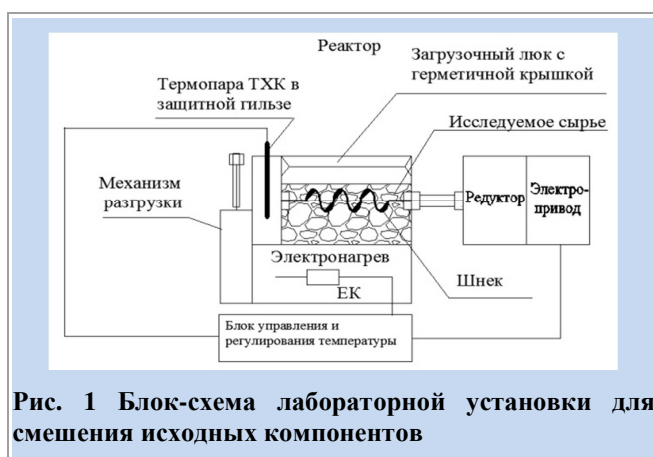 Реактор
Загрузочный люк с
герметичной крышкой
Термопара ТХК в
защитной гильзе
Исследуемое сырье
Механизм
разгрузки
Редуктор
Электро-
привод
Электронагрев
ЕК
Шнек
Блок управления и
регулирования температуры
Рис. 1 Блок-схема лабораторной установки для
смешения исходных компонентов